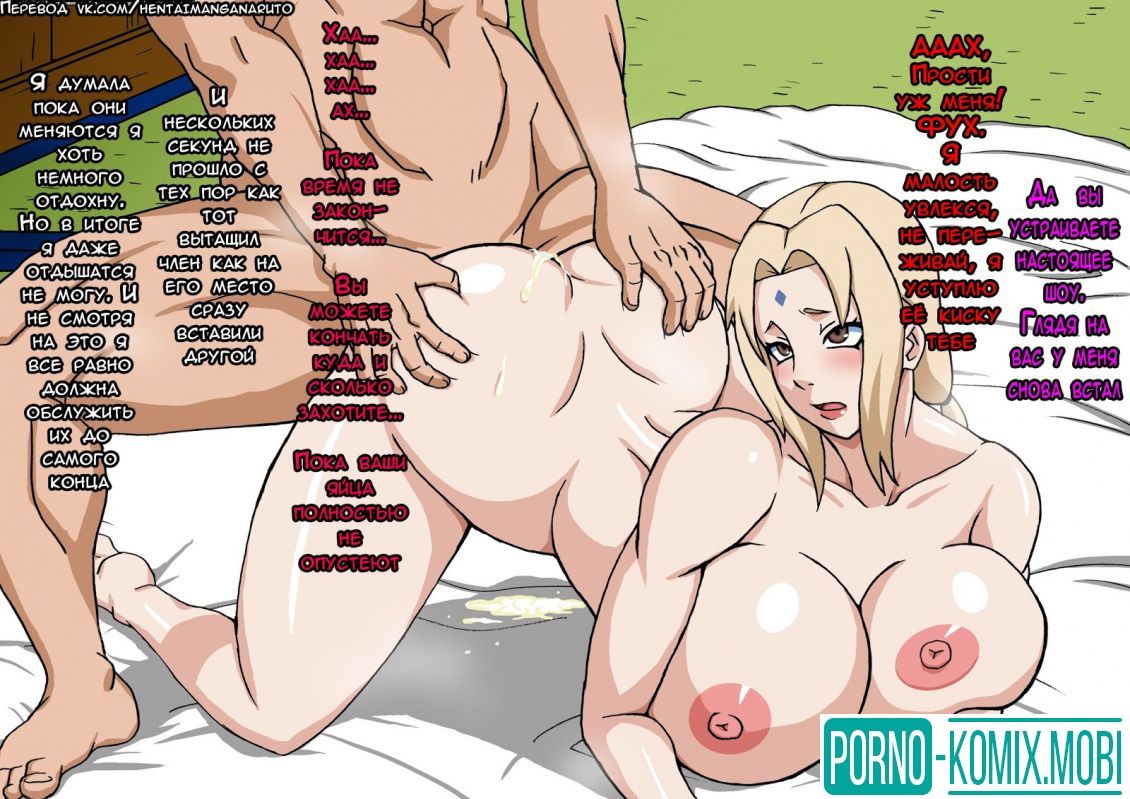 Перевод vk.com/hentaimanganaruto
Я думала
пока они
меняются я
хоть
немного
отдохну.
Но в итоге
я даже
отдышатся
не могу. И
не смотря
на это я
все равно
должна
обслужить
их до
самого
конца
И
нескольких
секунд не
прошло с
тех пор как
тот
вытащил
член как на
его место
сразу
вставили
другой
Хаа...
хаа...
хаа...
ах...
Пока
время не
закон-
чится...
Вы
можете
кончать
куда и
сколько
захотите...
Пока ваши
яйца
полностью
не
опустеют
ДААХ,
Прости
уж меня!
ФУХ.
Я
малость
увлекся,
не пере-
живай, я
уступлю
её киску
тебе
Да вы
устраиваете
настоящее
шоу.
Глядя на
вас у меня
снова встал
PORNO-KOMIX.MOBI